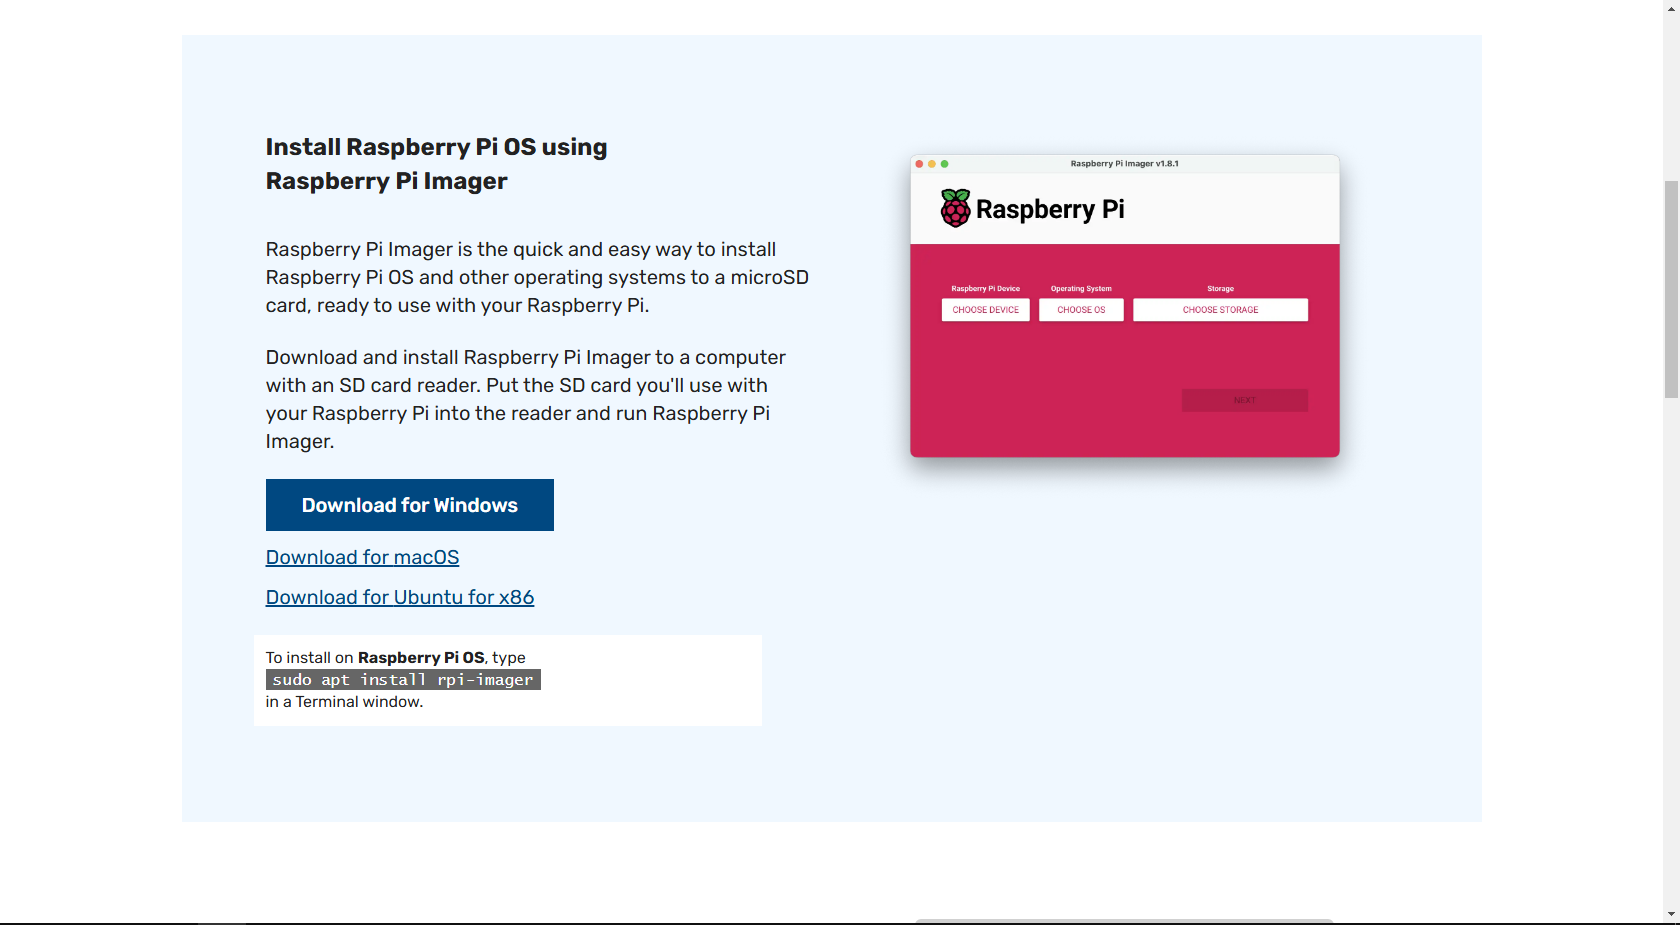 Install Raspberry Pi OS using
Raspberry Pi Imager
Raspberry Pi Imager is the quick and easy way to install
Raspberry Pi OS and other operating systems to a microSD
card, ready to use with your Raspberry Pi.
Download and install Raspberry Pi Imager to a computer
with an SD card reader. Put the SD card you'll use with
your Raspberry Pi into the reader and run Raspberry Pi
Imager.
Download for Windows
Download for macOS
Download for Ubuntu for x86
To install on Raspberry Pi OS, type
sudo apt install rpi-imager
in a Terminal window.
Raspberry Pi Imager v1.8.1
Raspberry Pi
Raspberry Pi Device Operating System Storage
CHOOSE DEVICE CHOOSE OS CHOOSE STORAGE
NEXT